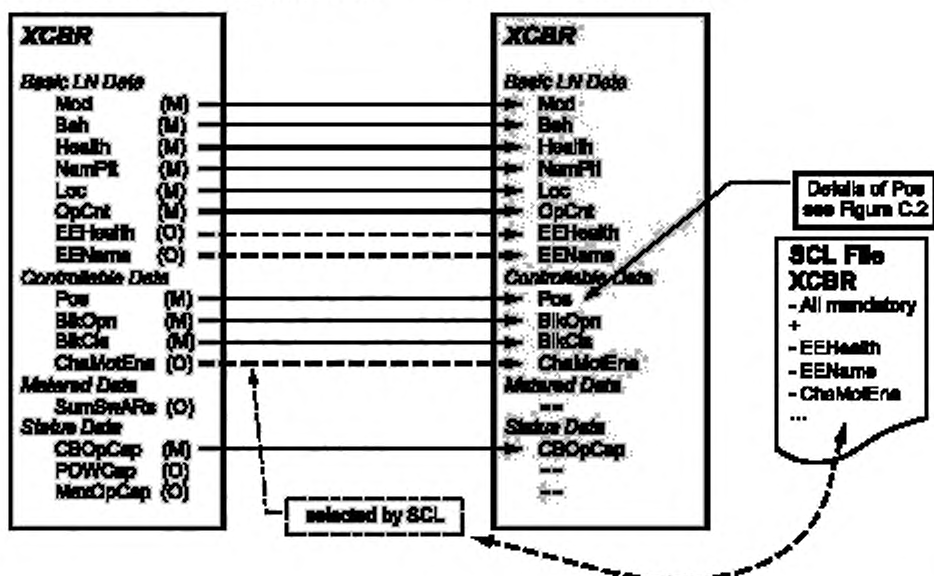 XCBR
Basic LN Data
Mod (M)
Beh (M)
Health (M)
NamPlt (M)
Loc (M)
OpCnt (M)
EEHealth (O)
EEName (O)
Controllable Data
Pos (M)
BlkOpn (M)
BlkCls (M)
ChaMotEna (O)
Metered Data
SumSwARs (O)
Status Data
CBOpCap (M)
POWCap (O)
MaxOpCap (O)
XCBR
Basic LN Data
Mod
Beh
Health
NamPlt
Loc
OpCnt
EEHealth
EEName
Controllable Data
Pos
BlkOpn
BlkCls
ChaMotEna
Metered Data
--
Status Data
CBOpCap
--
--
Details of Pos
see Figure C.2
SCL File
XCBR
- All mandatory
+
- EEHealth
- EEName
- ChaMotEna
...
selected by SCL